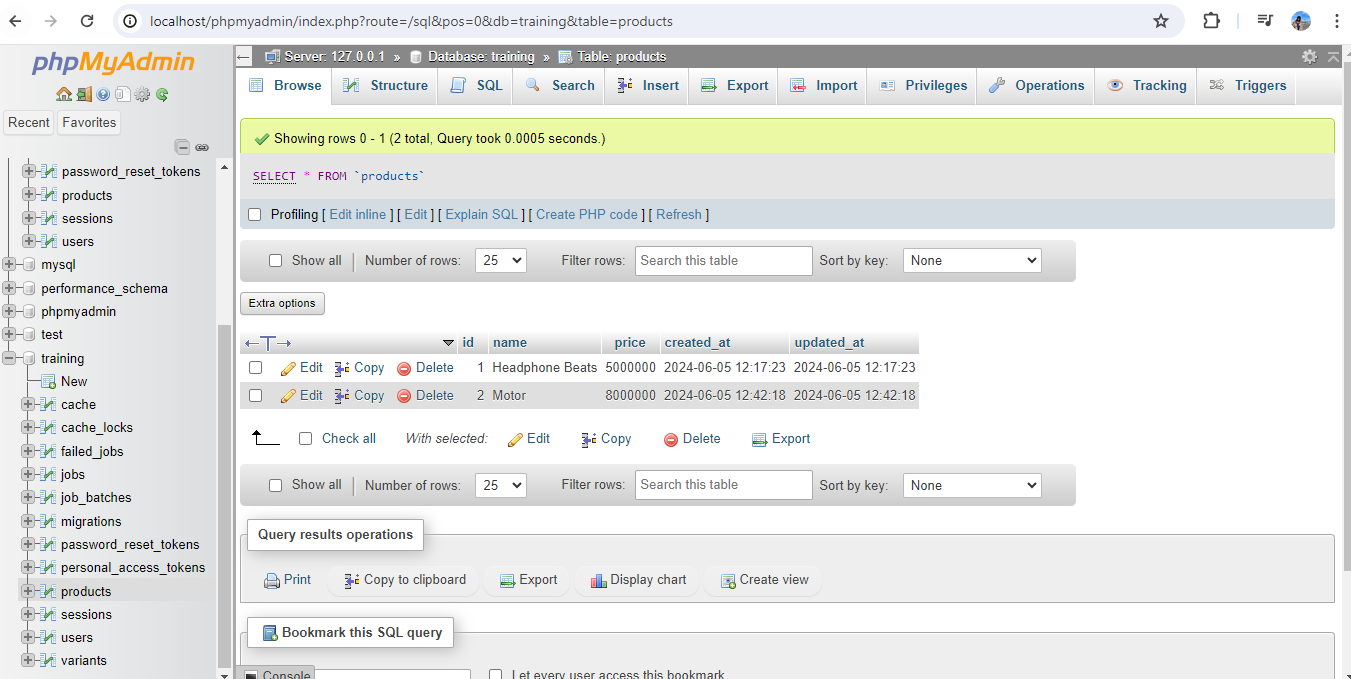 localhost/phpmyadmin/index.php?route=/sql&pos=0&db=training&table=products
phpMyAdmin
Recent Favorites
password_reset_tokens
products
sessions
users
mysql
performance_schema
phpmyadmin
test
training
New
cache
cache_locks
failed_jobs
jobs
job_batches
migrations
password_reset_tokens
personal_access_tokens
products
sessions
users
variants
Server: 127.0.0.1 » Database: training » Table: products
Browse Structure SQL Search Insert Export Import Privileges Operations Tracking Triggers
Showing rows 0 - 1 (2 total, Query took 0.0005 seconds.)
SELECT * FROM `products`
Profiling [ Edit inline ] [ Edit ] [ Explain SQL ] [ Create PHP code ] [ Refresh ]
Show all Number of rows: 25 Filter rows: Search this table Sort by key: None
Extra options
←T→ id name price created_at updated_at
Edit Copy Delete 1 Headphone Beats 5000000 2024-06-05 12:17:23 2024-06-05 12:17:23
Edit Copy Delete 2 Motor 8000000 2024-06-05 12:42:18 2024-06-05 12:42:18
Check all With selected: Edit Copy Delete Export
Show all Number of rows: 25 Filter rows: Search this table Sort by key: None
Query results operations
Print Copy to clipboard Export Display chart Create view
Bookmark this SQL query
Console Let every user access this bookmark